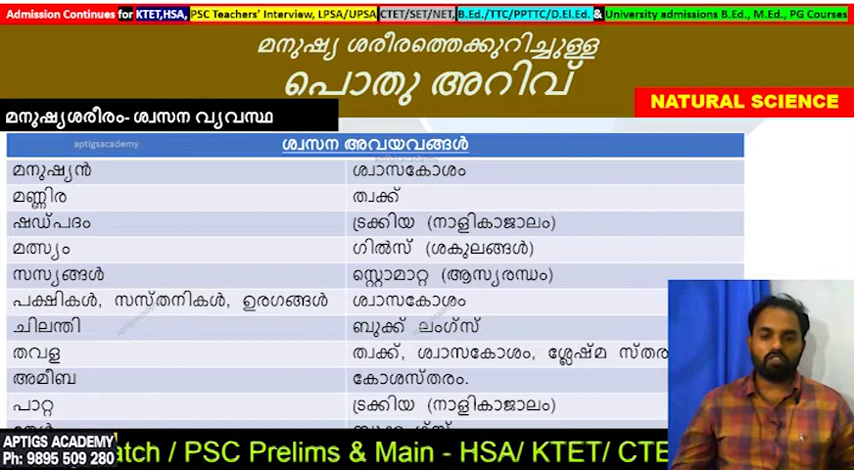 Admission Continues for KTET,HSA, PSC Teachers' Interview, LPSA/UPSA CTET/SET/NET, B.Ed./TTC/PPTTC/D.El.Ed. & University admissions B.Ed., M.Ed., PG Courses
മനുഷ്യ ശരീരത്തെക്കുറിച്ചുള്ള
പൊതു അറിവ്
NATURAL SCIENCE
മനുഷ്യശരീരം- ശ്വസന വ്യവസ്ഥ
aptigsacademy ശ്വസന അവയവങ്ങൾ
aptigsacademy
മനുഷ്യൻ ശ്വാസകോശം
മണ്ണിര ത്വക്ക്
ഷഡ്പദം ട്രക്കിയ (നാളികാജാലം)
മത്സ്യം ഗിൽസ് (ശകുലങ്ങൾ)
സസ്യങ്ങൾ സ്റ്റൊമാറ്റ (ആസ്യരന്ധം)
പക്ഷികൾ, സസ്തനികൾ, ഉരഗങ്ങൾ ശ്വാസകോശം
ചിലന്തി ബുക്ക് ലംഗ്സ്
തവള ത്വക്ക്, ശ്വാസകോശം, ശ്ലേഷ്മ സ്തര
അമീബ കോശസ്തരം.
പാറ്റ ട്രക്കിയ (നാളികാജാലം)
APTIGS ACADEMY
Ph: 9895 509 280
atch / PSC Prelims & Main - HSA/ KTET/ CTE